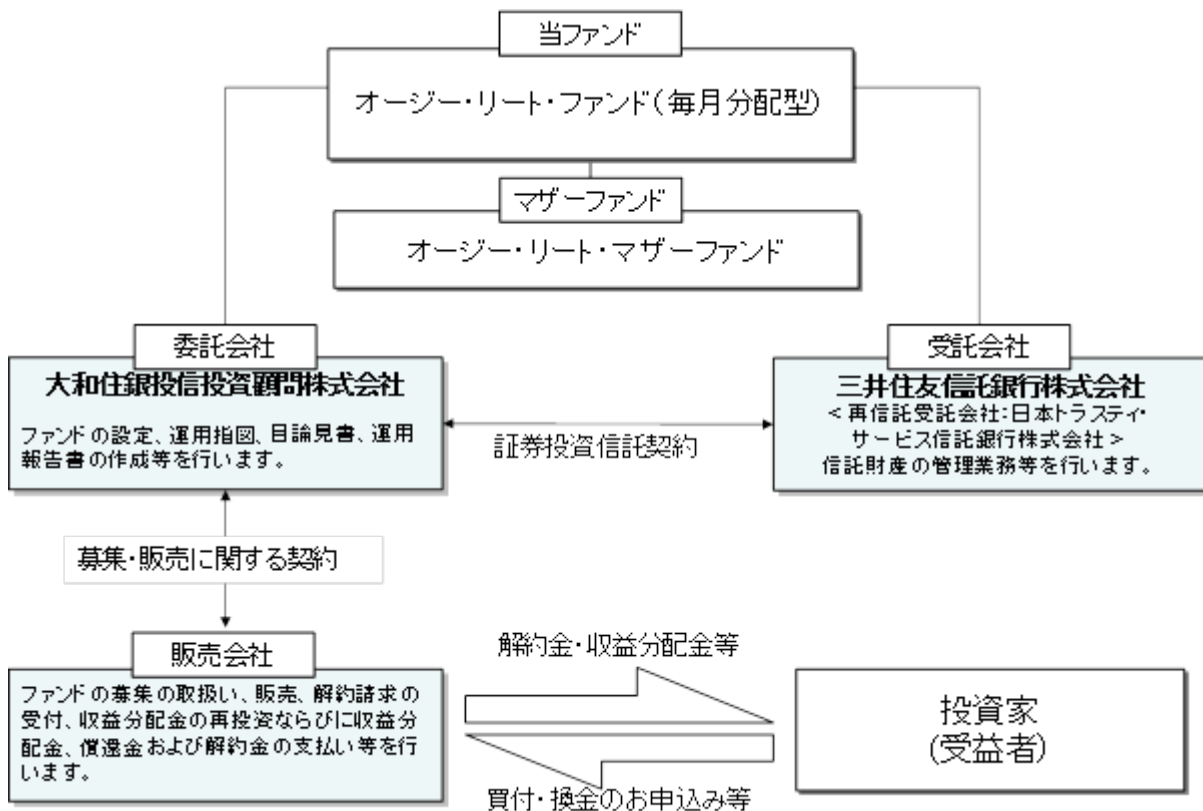 当ファンド
オージー・リート・ファンド(毎月分配型)
マザーファンド
オージー・リート・マザーファンド
委託会社
大和住銀投信投資顧問株式会社
ファンドの設定、運用指図、目論見書、運用
報告書の作成等を行います。
証券投資信託契約
受託会社
三井住友信託銀行株式会社
<再信託受託会社:日本トラスティ・
サービス信託銀行株式会社>
信託財産の管理業務等を行います。
募集・販売に関する契約
販売会社
ファンドの募集の取扱い、販売、解約請求の
受付、収益分配金の再投資ならびに収益分
配金、償還金および解約金の支払い等を行
います。
解約金・収益分配金等
買付・換金のお申込み等
投資家
(受益者)